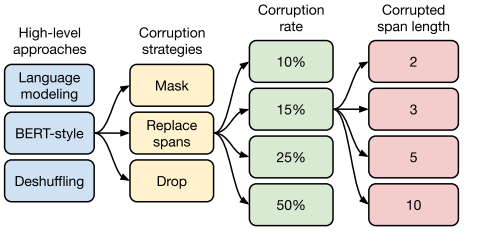 High-level
approaches
Language
modeling
BERT-style
Deshuffling
Corruption
strategies
Mask
Replace
spans
Drop
Corruption
rate
10%
15%
25%
50%
Corrupted
span length
2
3
5
10